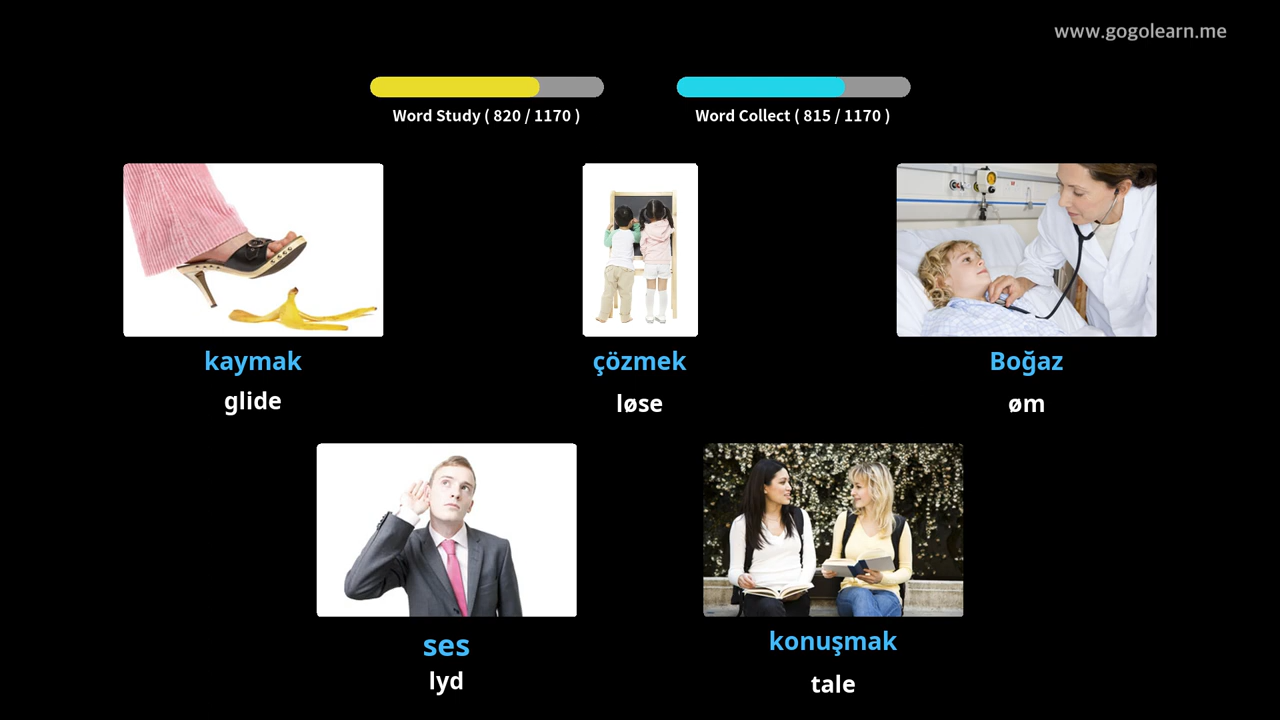 www.gogolearn.me
Word Study ( 820 / 1170 )
Word Collect ( 815 / 1170 )
kaymak
glide
çözmek
løse
Boğaz
øm
ses
lyd
konuşmak
tale